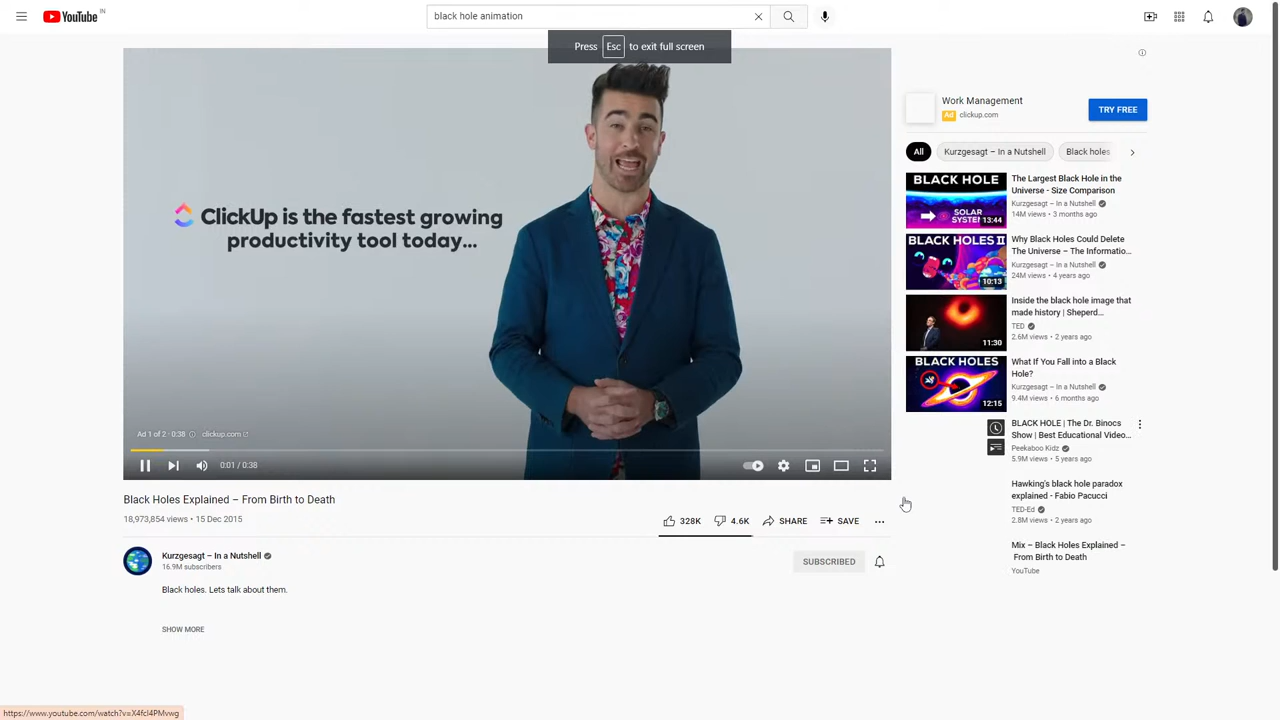 YouTube IN
black hole animation
Press Esc to exit full screen
ClickUp is the fastest growing
productivity tool today...
Ad 1 of 2 · 0:38 clickup.com
0:01 / 0:38
Black Holes Explained – From Birth to Death
18,973,854 views • 15 Dec 2015
328K 4.6K SHARE SAVE
Kurzgesagt – In a Nutshell
16.9M subscribers
SUBSCRIBED
Black holes. Lets talk about them.
SHOW MORE
Work Management
Ad clickup.com
TRY FREE
All Kurzgesagt – In a Nutshell Black holes
BLACK HOLE
SOLAR
SYSTEM
13:44
The Largest Black Hole in the
Universe - Size Comparison
Kurzgesagt – In a Nutshell
14M views • 3 months ago
BLACK HOLES II
10:13
Why Black Holes Could Delete
The Universe – The Informatio...
Kurzgesagt – In a Nutshell
24M views • 4 years ago
11:30
Inside the black hole image that
made history | Sheperd...
TED
2.6M views • 2 years ago
BLACK HOLES
12:15
What If You Fall into a Black
Hole?
Kurzgesagt – In a Nutshell
9.4M views • 6 months ago
BLACK HOLE | The Dr. Binocs
Show | Best Educational Video...
Peekaboo Kidz
5.9M views • 5 years ago
Hawking's black hole paradox
explained - Fabio Pacucci
TED-Ed
2.8M views • 2 years ago
Mix – Black Holes Explained –
From Birth to Death
YouTube
https://www.youtube.com/watch?v=X4fcI4PMvwg